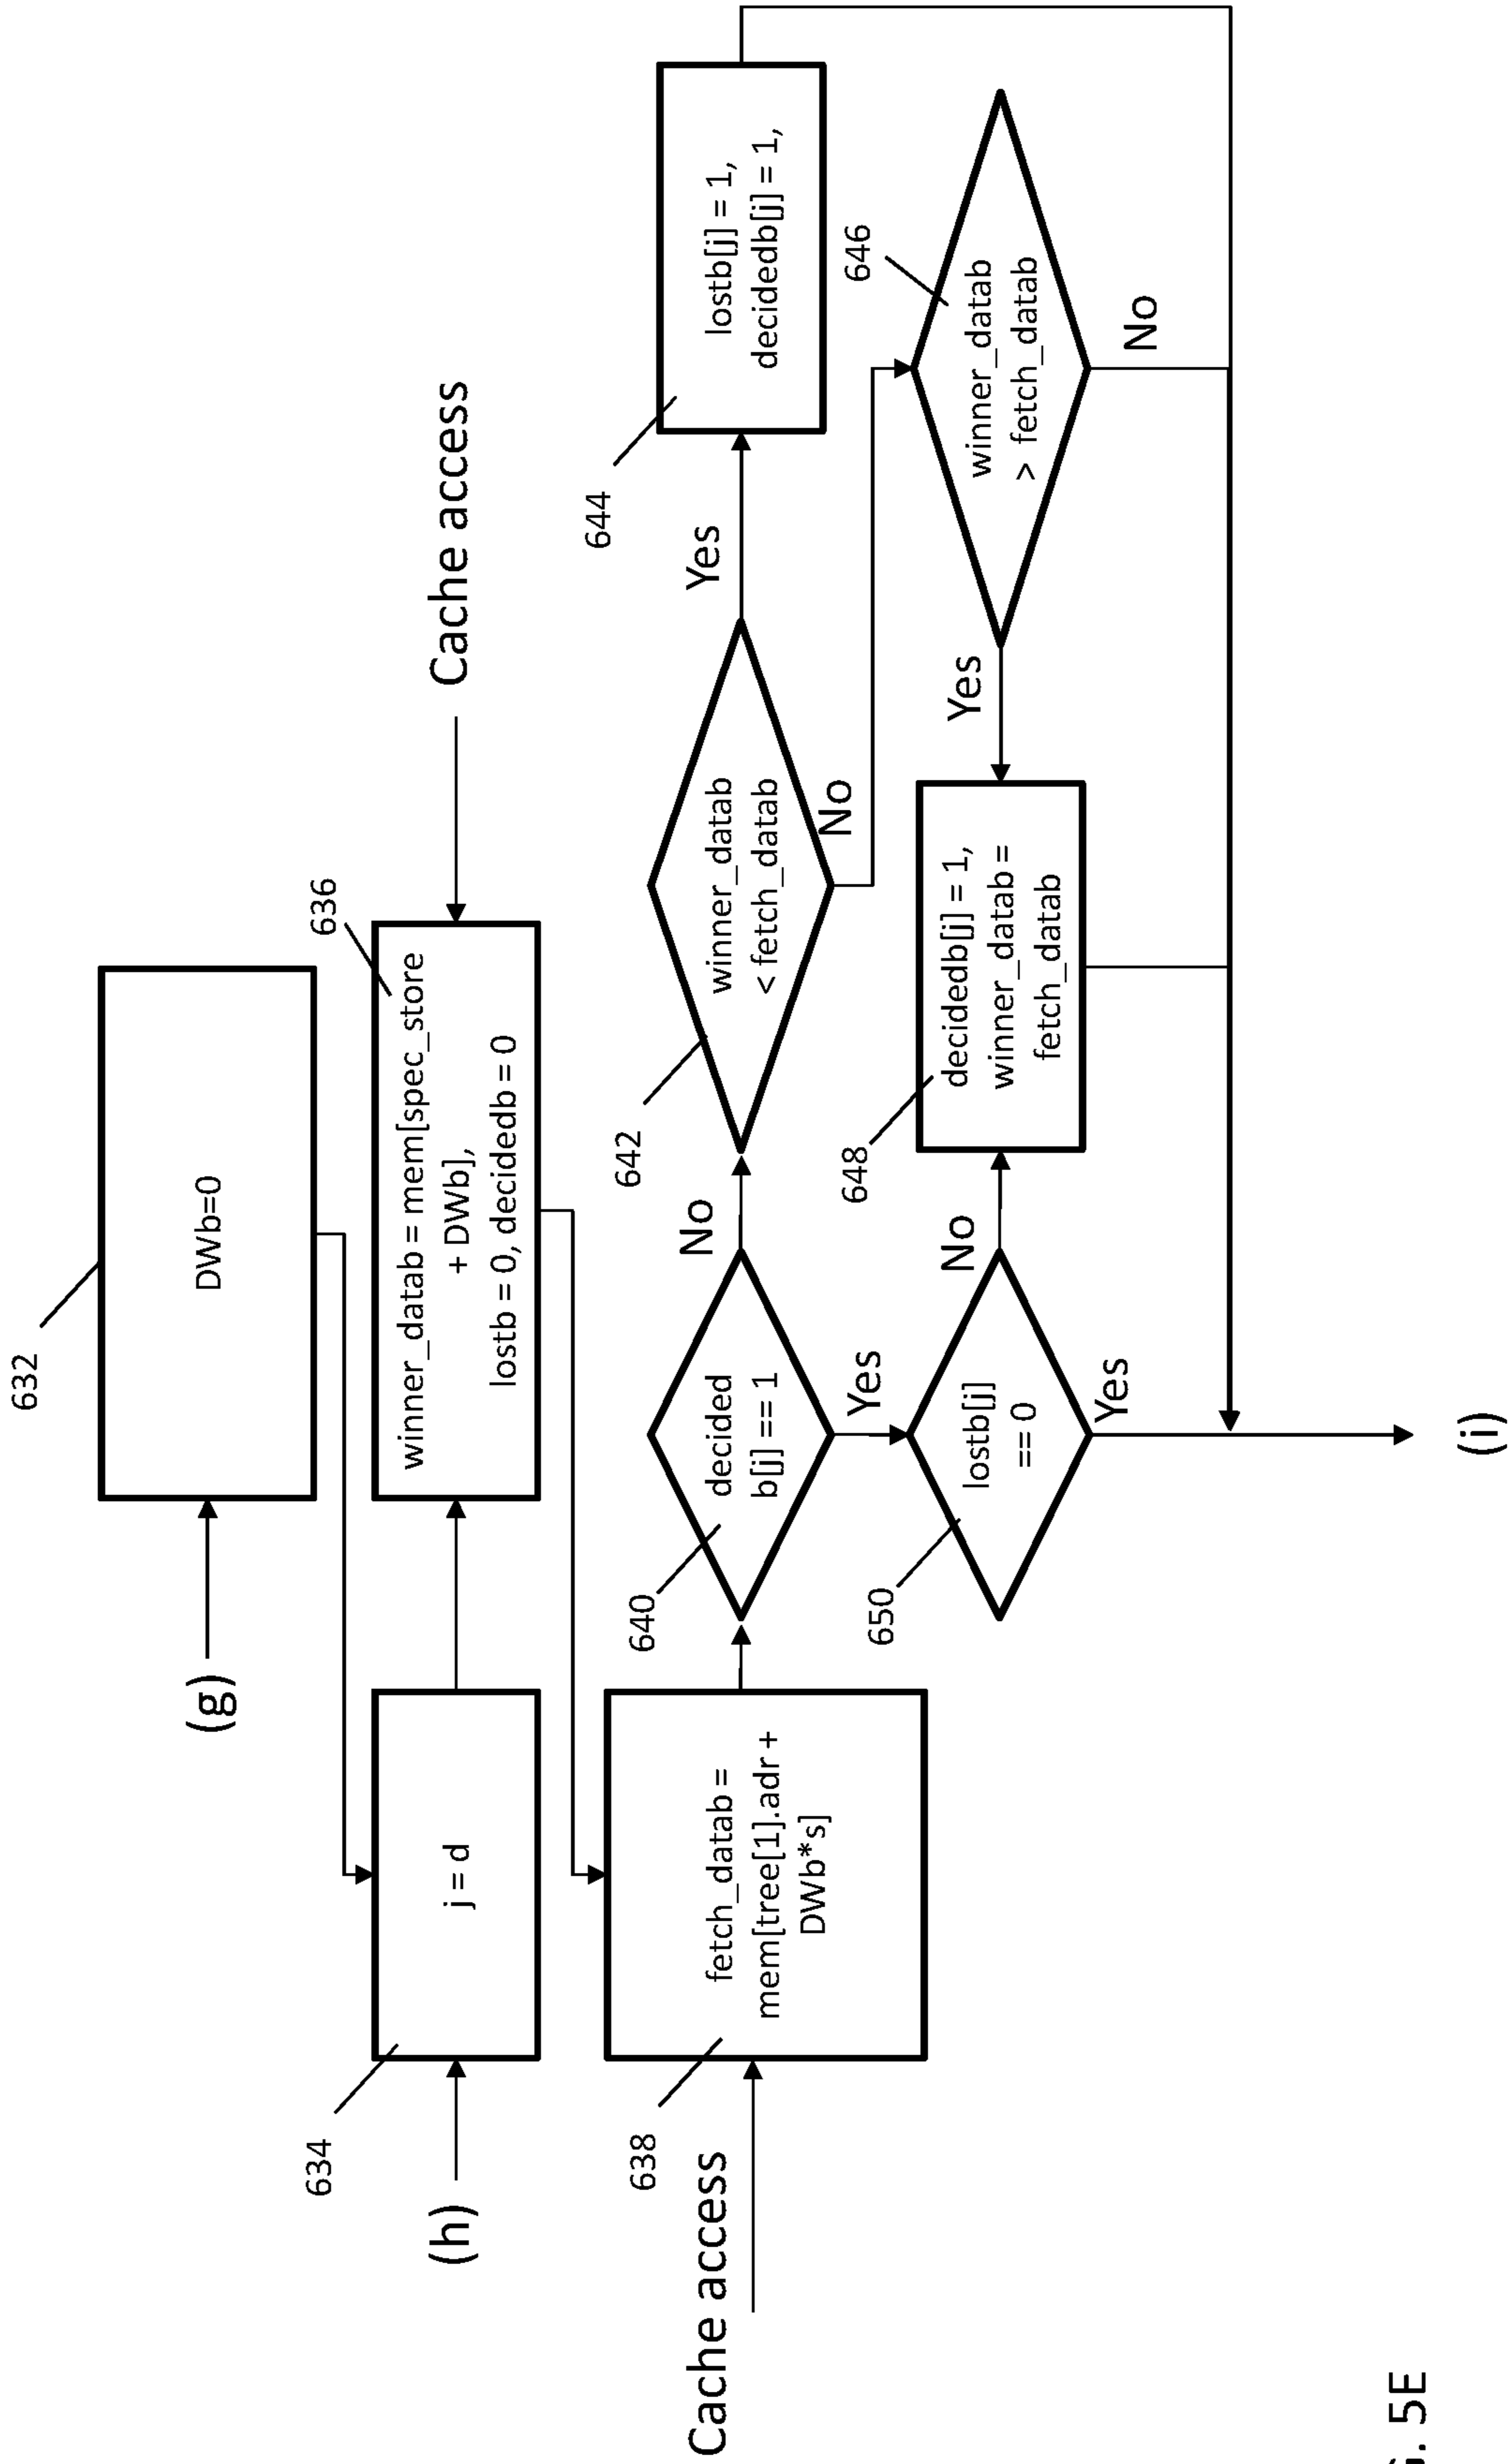 632
DWb=0
(g)
636
Cache access
634
(h)
j = d
winner_datab = mem[spec_store
+ DWb],
lostb = 0, decidedb = 0
Cache access
638
fetch_datab =
mem[tree[1].adr +
DWb*s]
640
decided
b[j] == 1
No
Yes
642
winner_datab
< fetch_datab
Yes
No
644
lostb[j] = 1,
decidedb[j] = 1,
650
lostb[j]
== 0
No
Yes
648
decidedb[j] = 1,
winner_datab =
fetch_datab
Yes
646
winner_datab
> fetch_datab
No
(i)
G. 5E